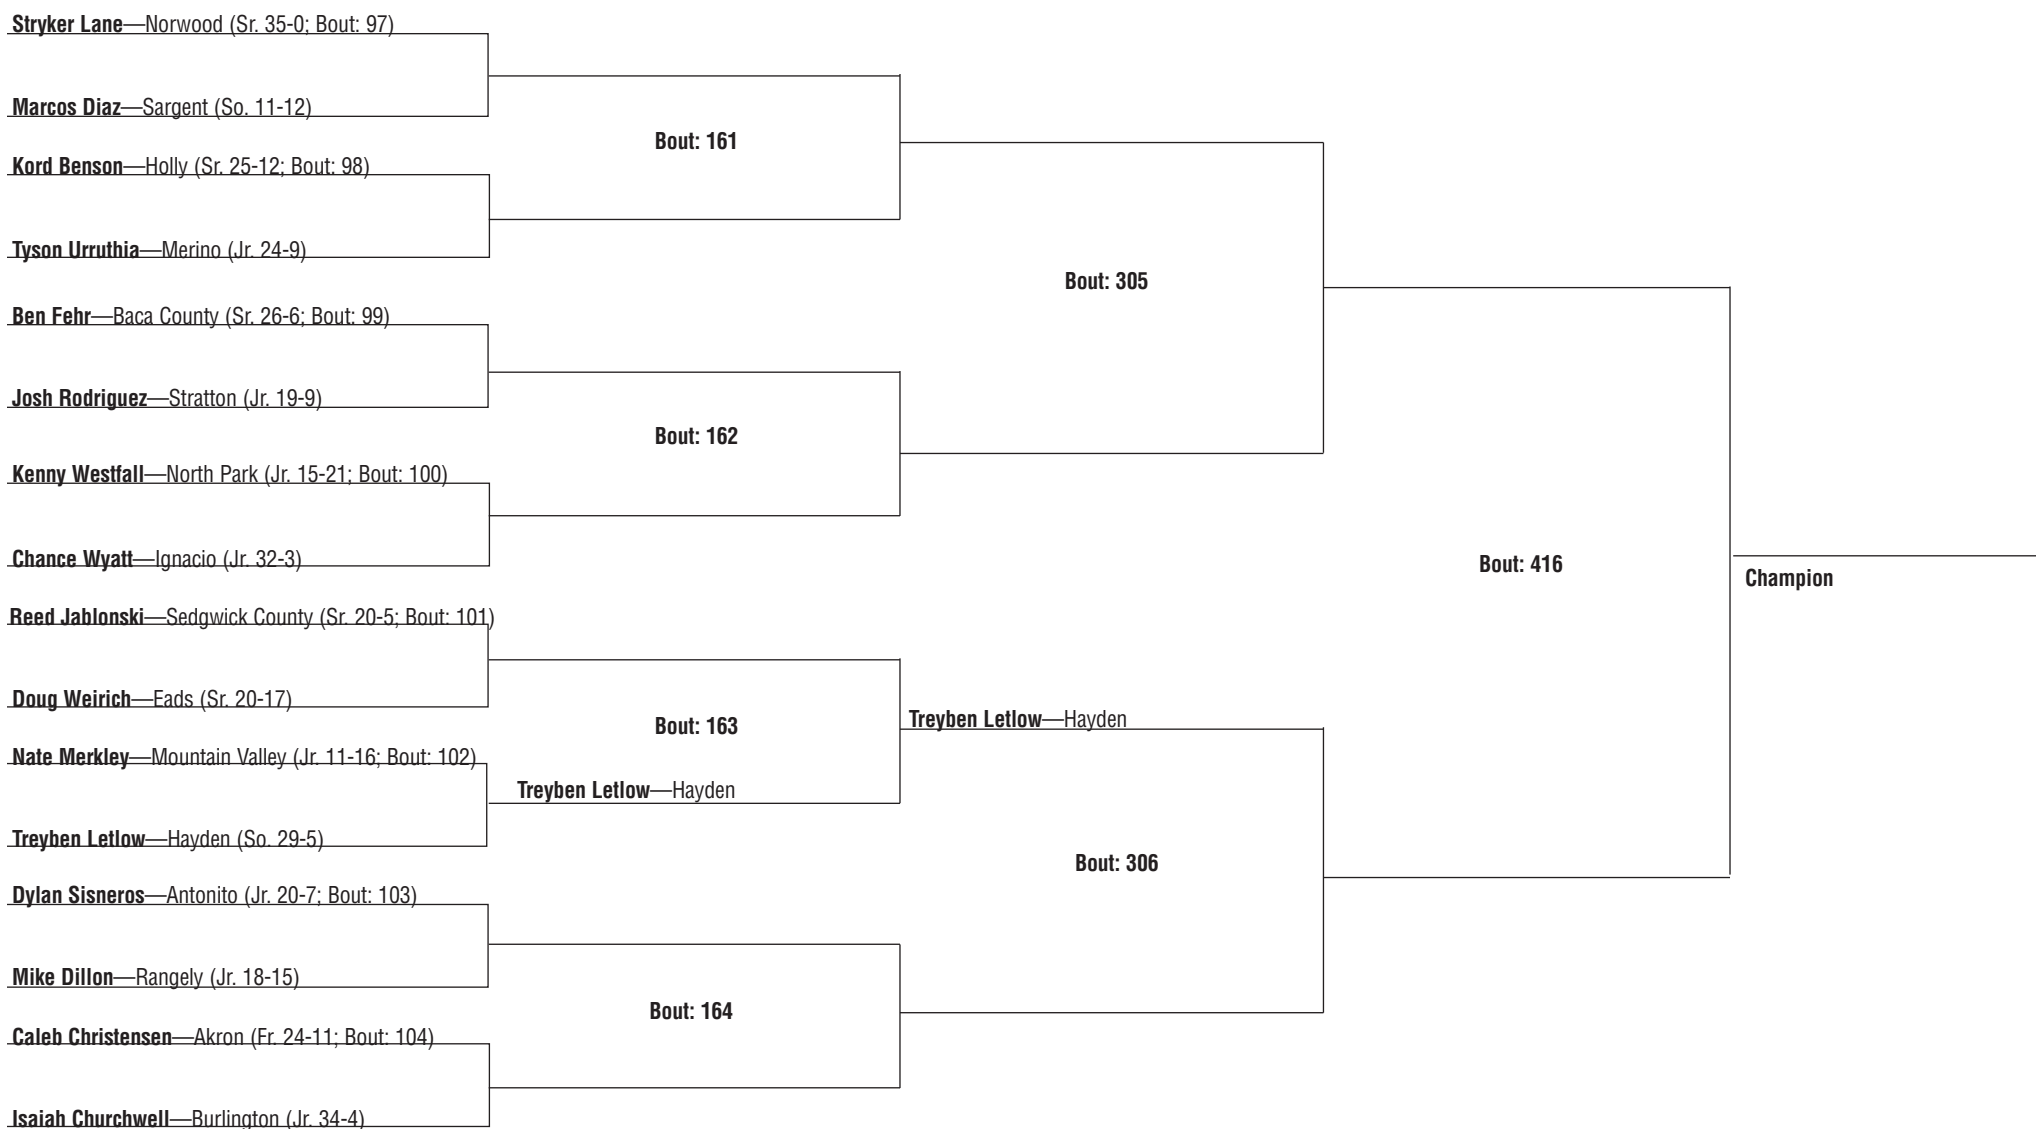 Stryker Lane—Norwood (Sr. 35-0; Bout: 97)
Marcos Diaz—Sargent (So. 11-12)
Bout: 161
Kord Benson—Holly (Sr. 25-12; Bout: 98)
Tyson Urruthia—Merino (Jr. 24-9)
Bout: 305
Ben Fehr—Baca County (Sr. 26-6; Bout: 99)
Josh Rodriguez—Stratton (Jr. 19-9)
Bout: 162
Kenny Westfall—North Park (Jr. 15-21; Bout: 100)
Chance Wyatt—Ignacio (Jr. 32-3)
Bout: 416
Champion
Reed Jablonski—Sedgwick County (Sr. 20-5; Bout: 101)
Doug Weirich—Eads (Sr. 20-17)
Bout: 163
Treyben Letlow—Hayden
Nate Merkley—Mountain Valley (Jr. 11-16; Bout: 102)
Treyben Letlow—Hayden
Treyben Letlow—Hayden (So. 29-5)
Bout: 306
Dylan Sisneros—Antonito (Jr. 20-7; Bout: 103)
Mike Dillon—Rangely (Jr. 18-15)
Bout: 164
Caleb Christensen—Akron (Fr. 24-11; Bout: 104)
Isaiah Churchwell—Burlington (Jr. 34-4)